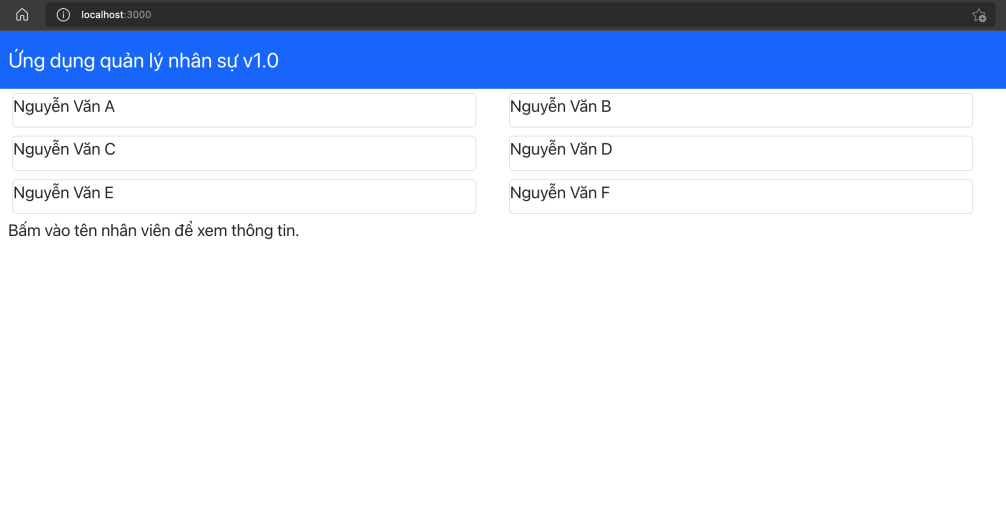 localhost:3000
Ứng dụng quản lý nhân sự v1.0
Nguyễn Văn A
Nguyễn Văn B
Nguyễn Văn C
Nguyễn Văn D
Nguyễn Văn E
Nguyễn Văn F
Bấm vào tên nhân viên để xem thông tin.